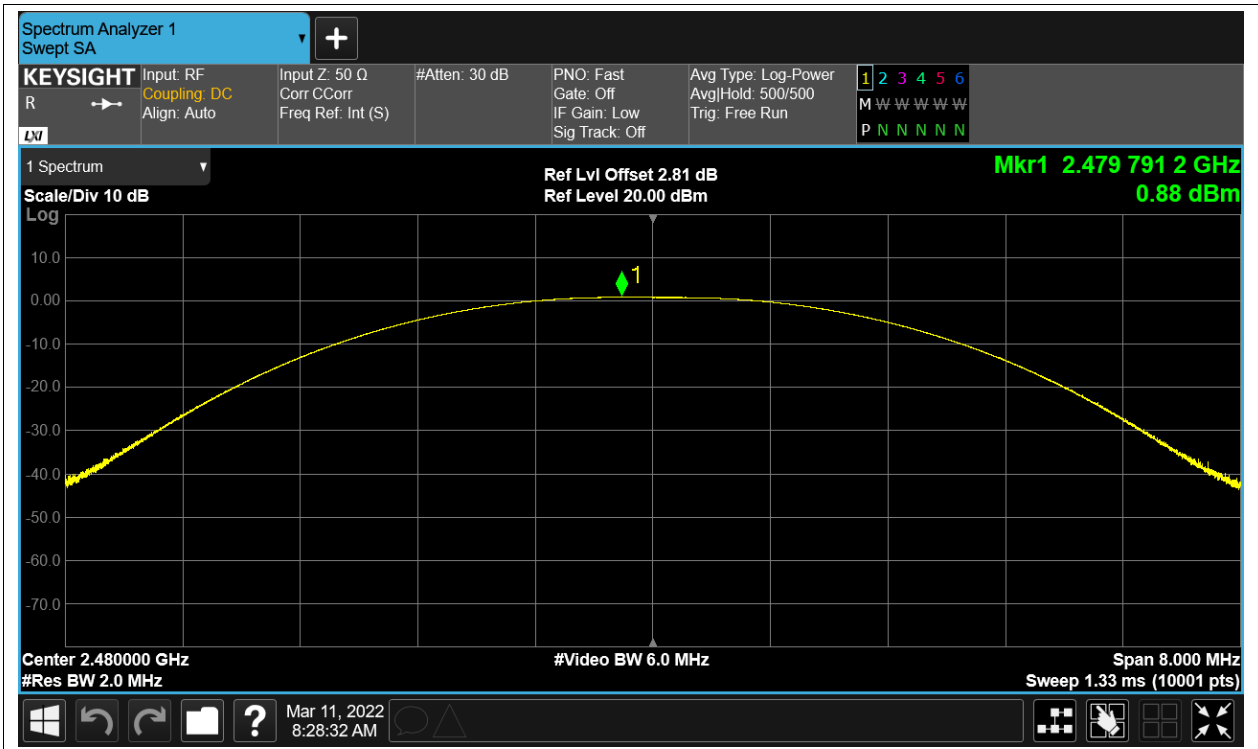 Spectrum Analyzer 1
Swept SA
KEYSIGHT
R
LXI
Input: RF
Coupling: DC
Align: Auto
Input Z: 50 Ω
Corr CCorr
Freq Ref: Int (S)
#Atten: 30 dB
PNO: Fast
Gate: Off
IF Gain: Low
Sig Track: Off
Avg Type: Log-Power
Avg|Hold: 500/500
Trig: Free Run
1 2 3 4 5 6
M W W W W W
P N N N N N
1 Spectrum
Scale/Div 10 dB
Log
Ref Lvl Offset 2.81 dB
Ref Level 20.00 dBm
Mkr1 2.479 791 2 GHz
0.88 dBm
1
10.0
0.00
-10.0
-20.0
-30.0
-40.0
-50.0
-60.0
-70.0
Center 2.480000 GHz
#Res BW 2.0 MHz
#Video BW 6.0 MHz
Span 8.000 MHz
Sweep 1.33 ms (10001 pts)
?
Mar 11, 2022
8:28:32 AM